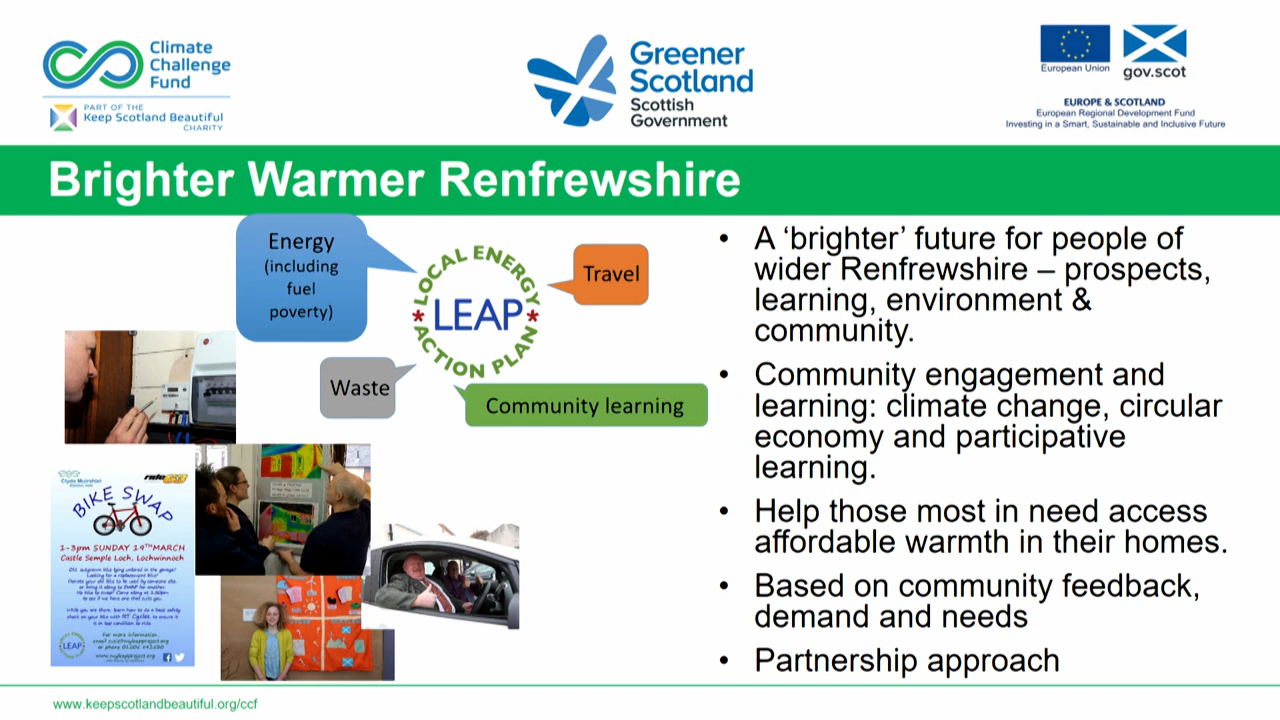 Climate
Challenge
Fund
PART OF THE
Keep Scotland Beautiful
CHARITY
Greener
Scotland
Scottish
Government
European Union
gov.scot
EUROPE & SCOTLAND
European Regional Development Fund
Investing in a Smart, Sustainable and Inclusive Future
Brighter Warmer Renfrewshire
Energy
(including
fuel
poverty)
LOCAL ENERGY
* LEAP *
ACTION PLAN
Travel
Waste
Community learning
BIKE SWAP
1-3pm SUNDAY 19THMARCH
Castle Semple Loch, Lochwinnoch
For more information,
LEAP
• A ‘brighter’ future for people of
wider Renfrewshire – prospects,
learning, environment &
community.
• Community engagement and
learning: climate change, circular
economy and participative
learning.
• Help those most in need access
affordable warmth in their homes.
• Based on community feedback,
demand and needs
• Partnership approach
www.keepscotlandbeautiful.org/ccf